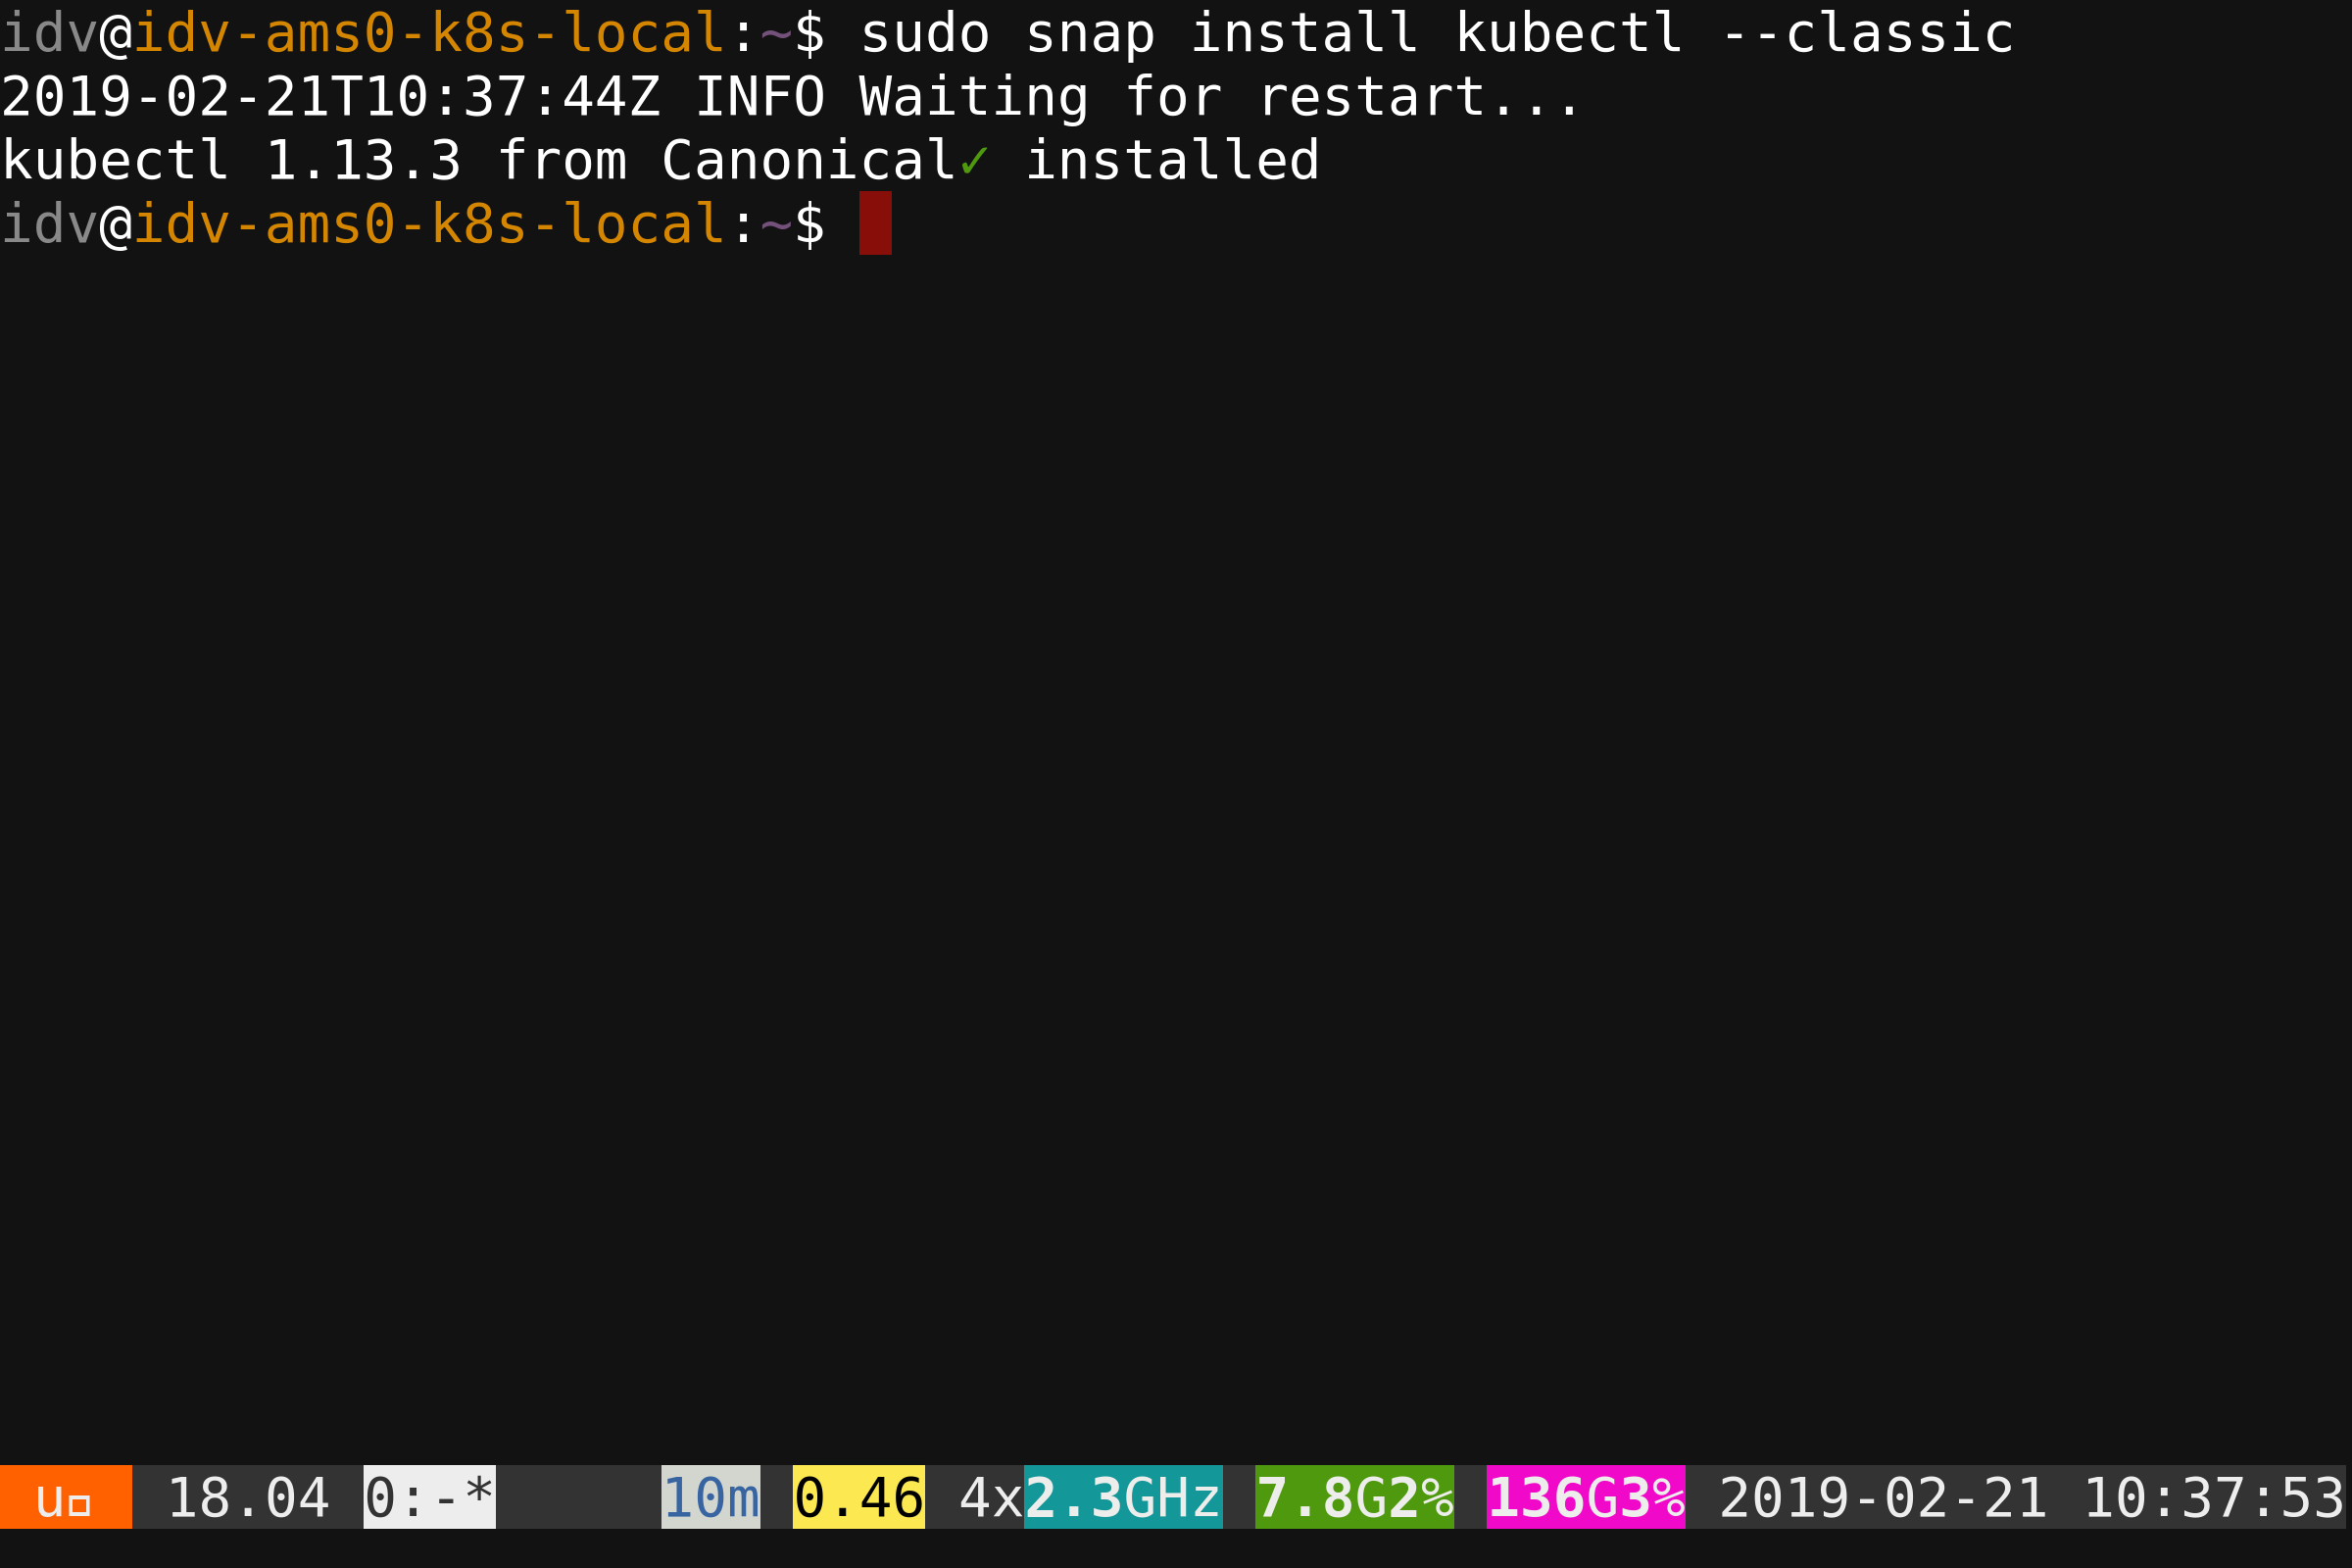 idv@idv-ams0-k8s-local:~$ sudo snap install kubectl --classic
2019-02-21T10:37:44Z INFO Waiting for restart...
kubectl 1.13.3 from Canonical✓ installed
idv@idv-ams0-k8s-local:~$
u 18.04 0:-* 10m 0.46 4x2.3GHz 7.8G2% 136G3% 2019-02-21 10:37:53